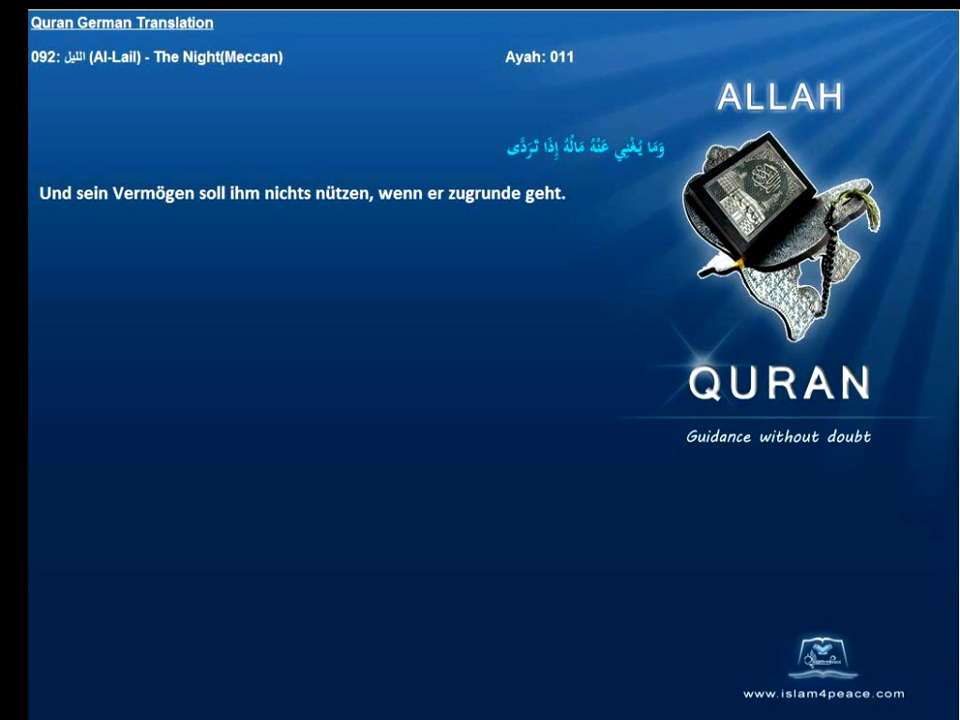 Quran German Translation
092: الليل (Al-Lail) - The Night(Meccan)
Ayah: 011
ALLAH
وَمَا يُغْنِي عَنْهُ مَالُهُ إِذَا تَرَدَّى
Und sein Vermögen soll ihm nichts nützen, wenn er zugrunde geht.
QURAN
Guidance without doubt
www.islam4peace.com